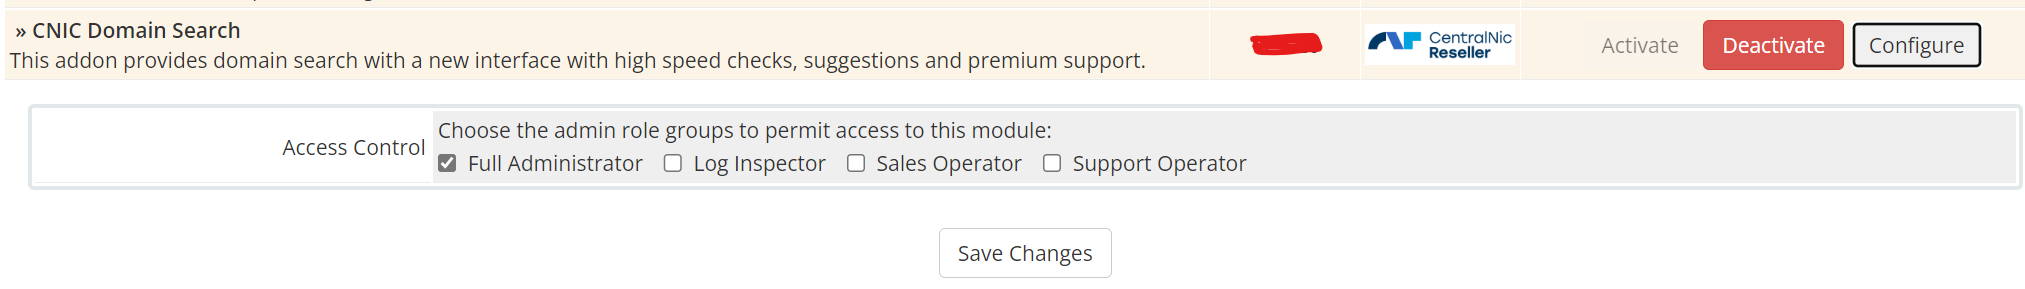 » CNIC Domain Search
This addon provides domain search with a new interface with high speed checks, suggestions and premium support.
CentralNic
Reseller
Activate
Deactivate
Configure
Access Control
Choose the admin role groups to permit access to this module:
Full Administrator Log Inspector Sales Operator Support Operator
Save Changes